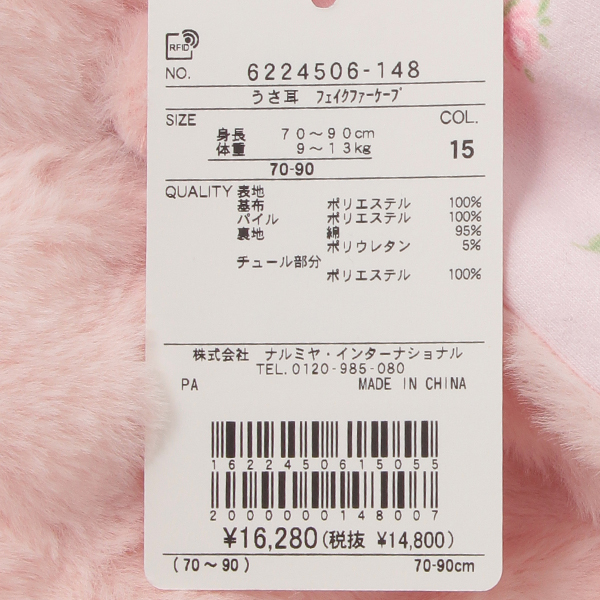 RFID
NO. 6224506-148
うさ耳 フェイクファーケープ
SIZE COL.
身長 70～90cm
体重 9～13kg 15
70-90
QUALITY 表地
基布 ポリエステル 100%
パイル ポリエステル 100%
裏地 綿 95%
ポリウレタン 5%
チュール部分
ポリエステル 100%
株式会社 ナルミヤ・インターナショナル
TEL.0120-985-080
PA MADE IN CHINA
1622450615055
2000000148007
¥16,280(税抜 ¥14,800)
(70～90) 70-90cm